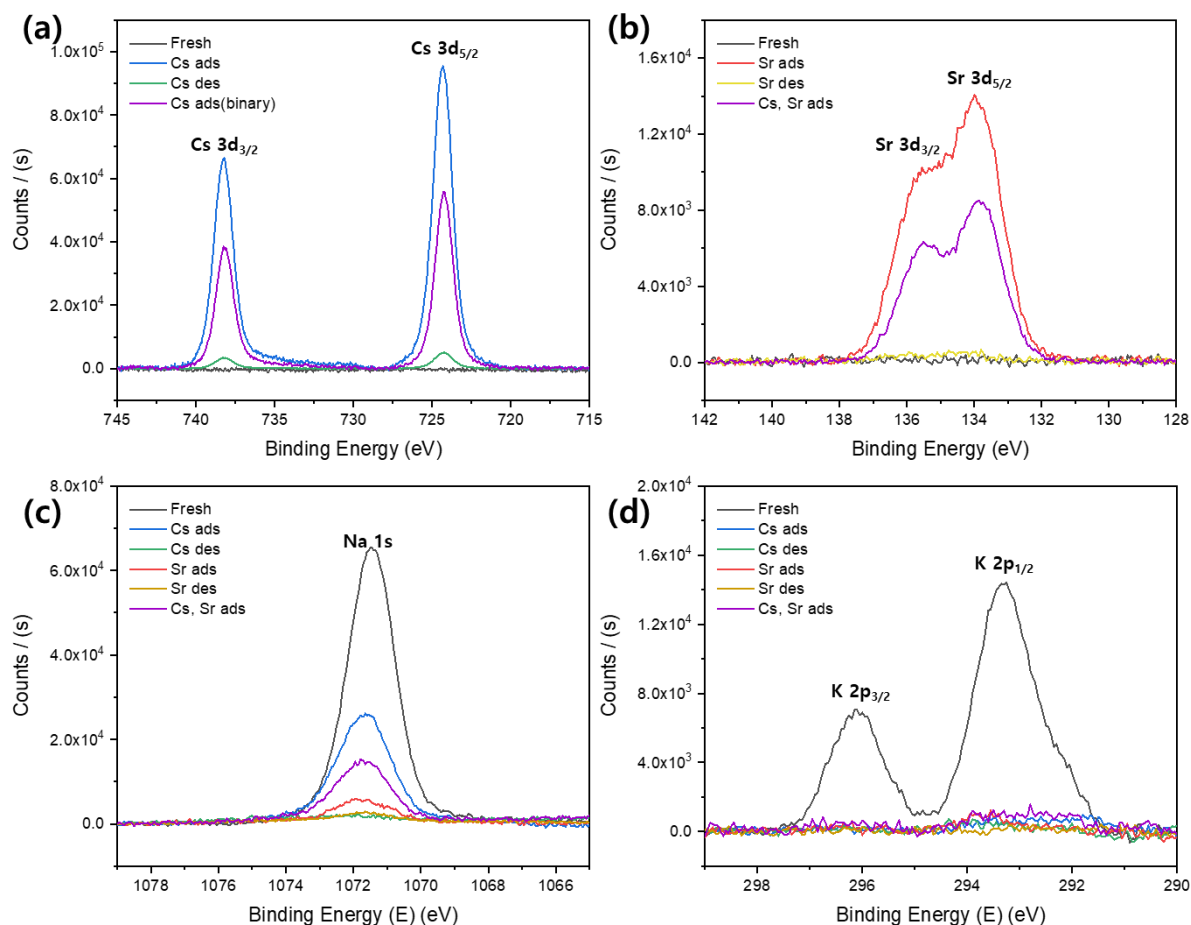 (a)
Fresh
Cs ads
Cs des
Cs ads(binary)
Cs 3d3/2
Cs 3d5/2
1.0x10^5
8.0x10^4
6.0x10^4
4.0x10^4
2.0x10^4
0.0
Counts / (s)
745 740 735 730 725 720 715
Binding Energy (eV)
(b)
Fresh
Sr ads
Sr des
Cs, Sr ads
Sr 3d3/2
Sr 3d5/2
1.6x10^4
1.2x10^4
8.0x10^3
4.0x10^3
0.0
Counts / (s)
142 140 138 136 134 132 130 128
Binding Energy (eV)
(c)
Fresh
Cs ads
Cs des
Sr ads
Sr des
Cs, Sr ads
Na 1s
8.0x10^4
6.0x10^4
4.0x10^4
2.0x10^4
0.0
Counts / (s)
1078 1076 1074 1072 1070 1068 1066
Binding Energy (E) (eV)
(d)
Fresh
Cs ads
Cs des
Sr ads
Sr des
Cs, Sr ads
K 2p3/2
K 2p1/2
2.0x10^4
1.6x10^4
1.2x10^4
8.0x10^3
4.0x10^3
0.0
Counts / (s)
298 296 294 292 290
Binding Energy (E) (eV)